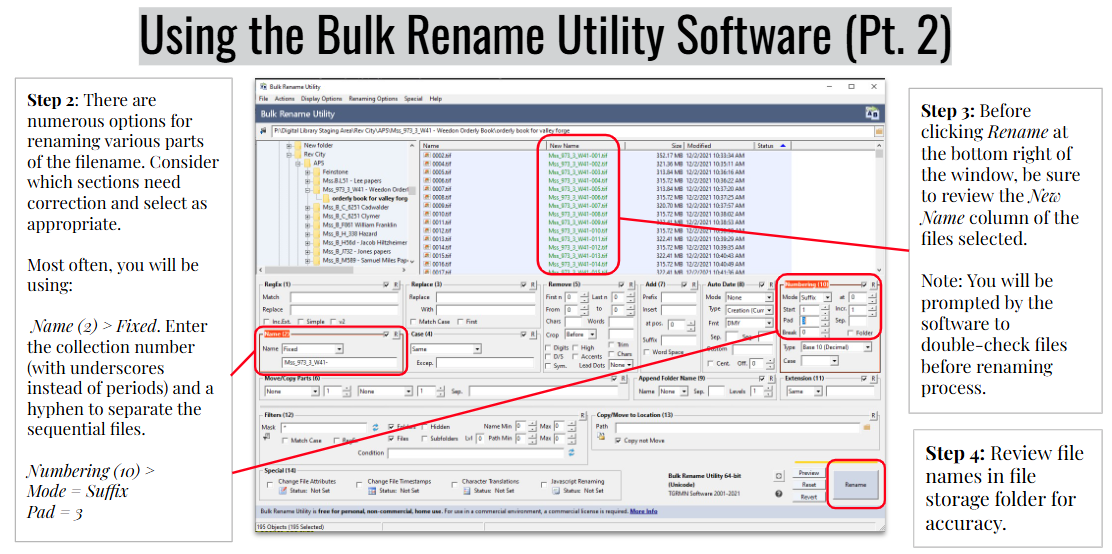 Using the Bulk Rename Utility Software (Pt. 2)
Step 2: There are
numerous options for
renaming various parts
of the filename. Consider
which sections need
correction and select as
appropriate.
Most often, you will be
using:
Name (2) > Fixed. Enter
the collection number
(with underscores
instead of periods) and a
hyphen to separate the
sequential files.
Numbering (10) >
Mode = Suffix
Pad = 3
Bulk Rename Utility
File Actions Display Options Renaming Options Special Help
Bulk Rename Utility
P:\Digital Library Staging Area\Rev City\APS\Mss_973_3_W41 - Weedon Orderly Book\orderly book for valley forge
New folder
Rev City
APS
Feinstone
Mss.B.L51 - Lee papers
Mss_973_3_W41 - Weedon Orderl
orderly book for valley forg
Mss_B_C_6251 Cadwalder
Mss_B_C_6251 Clymer
Mss_B_F861 William Franklin
Mss_B_H_338 Hazard
Mss_B_H56d - Jacob Hiltzheimer
Mss_B_J732 - Jones papers
Mss_B_M589 - Samuel Miles Pap
Name New Name Size Modified Status
0002.tif Mss_973_3_W41-001.tif 352.17 MB 12/2/2021 10:33:34 AM
0004.tif Mss_973_3_W41-002.tif 321.36 MB 12/2/2021 10:35:11 AM
0005.tif Mss_973_3_W41-003.tif 313.84 MB 12/2/2021 10:36:16 AM
0006.tif Mss_973_3_W41-004.tif 315.72 MB 12/2/2021 10:36:22 AM
0007.tif Mss_973_3_W41-005.tif 313.84 MB 12/2/2021 10:37:20 AM
0008.tif Mss_973_3_W41-006.tif 315.72 MB 12/2/2021 10:37:25 AM
0009.tif Mss_973_3_W41-007.tif 320.70 MB 12/2/2021 10:37:57 AM
0010.tif Mss_973_3_W41-008.tif 315.72 MB 12/2/2021 10:38:02 AM
0011.tif Mss_973_3_W41-009.tif 322.41 MB 12/2/2021 10:38:53 AM
0012.tif Mss_973_3_W41-010.tif 315.72 MB 12/2/2021 10:38:58 AM
0013.tif Mss_973_3_W41-011.tif 322.41 MB 12/2/2021 10:39:29 AM
0014.tif Mss_973_3_W41-012.tif 315.72 MB 12/2/2021 10:39:35 AM
0015.tif Mss_973_3_W41-013.tif 322.41 MB 12/2/2021 10:40:43 AM
0016.tif Mss_973_3_W41-014.tif 315.72 MB 12/2/2021 10:40:49 AM
RegEx (1)
Match
Replace
Inc.Ext. Simple v2
Replace (3)
Replace
With
Match Case First
Remove (5)
First n 0 Last n 0
From 0 to 0
Chars Words
Crop Before
Digits High Trim
D/S Accents Chars
Sym. Lead Dots None
Add (7)
Prefix
Insert
at pos. 0
Suffix
Word Space
Auto Date (8)
Mode None
Type Creation (Curr
Fmt DMY
Sep. Seg.
Custom
Cent. Off. 0
Numbering (10)
Mode Suffix at 0
Start 1 Incr. 1
Pad Sep.
Break 0 Folder
Type Base 10 (Decimal)
Case
Name (2)
Name Fixed
Mss_973_3_W41-
Case (4)
Same
Excep.
Move/Copy Parts (6)
None 1 None 1 Sep.
Append Folder Name (9)
Name None Sep. Levels 1
Extension (11)
Same
Filters (12)
Mask * Folders Hidden Name Min 0 Max 0
Match Case RegEx Files Subfolders Lvl 0 Path Min 0 Max 0
Condition
Copy/Move to Location (13)
Path
Copy not Move
Special (14)
Change File Attributes
Status: Not Set
Change File Timestamps
Status: Not Set
Character Translations
Status: Not Set
Javascript Renaming
Status: Not Set
Bulk Rename Utility 64-bit
(Unicode)
TGRMN Software 2001-2021
Preview
Reset
Revert
Rename
Bulk Rename Utility is free for personal, non-commercial, home use. For use in a commercial environment, a commercial license is required. More Info
195 Objects (195 Selected)
Step 3: Before
clicking Rename at
the bottom right of
the window, be sure
to review the New
Name column of the
files selected.
Note: You will be
prompted by the
software to
double-check files
before renaming
process.
Step 4: Review file
names in file
storage folder for
accuracy.